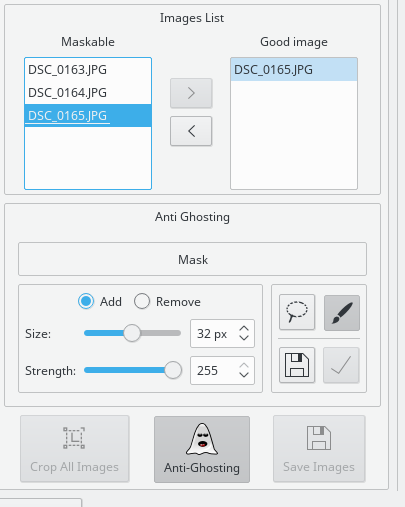 Images List
Maskable
Good image
DSC_0163.JPG
DSC_0164.JPG
DSC_0165.JPG
DSC_0165.JPG
>
<
Anti Ghosting
Mask
Add
Remove
Size:
32 px
Strength:
255
Crop All Images
Anti-Ghosting
Save Images